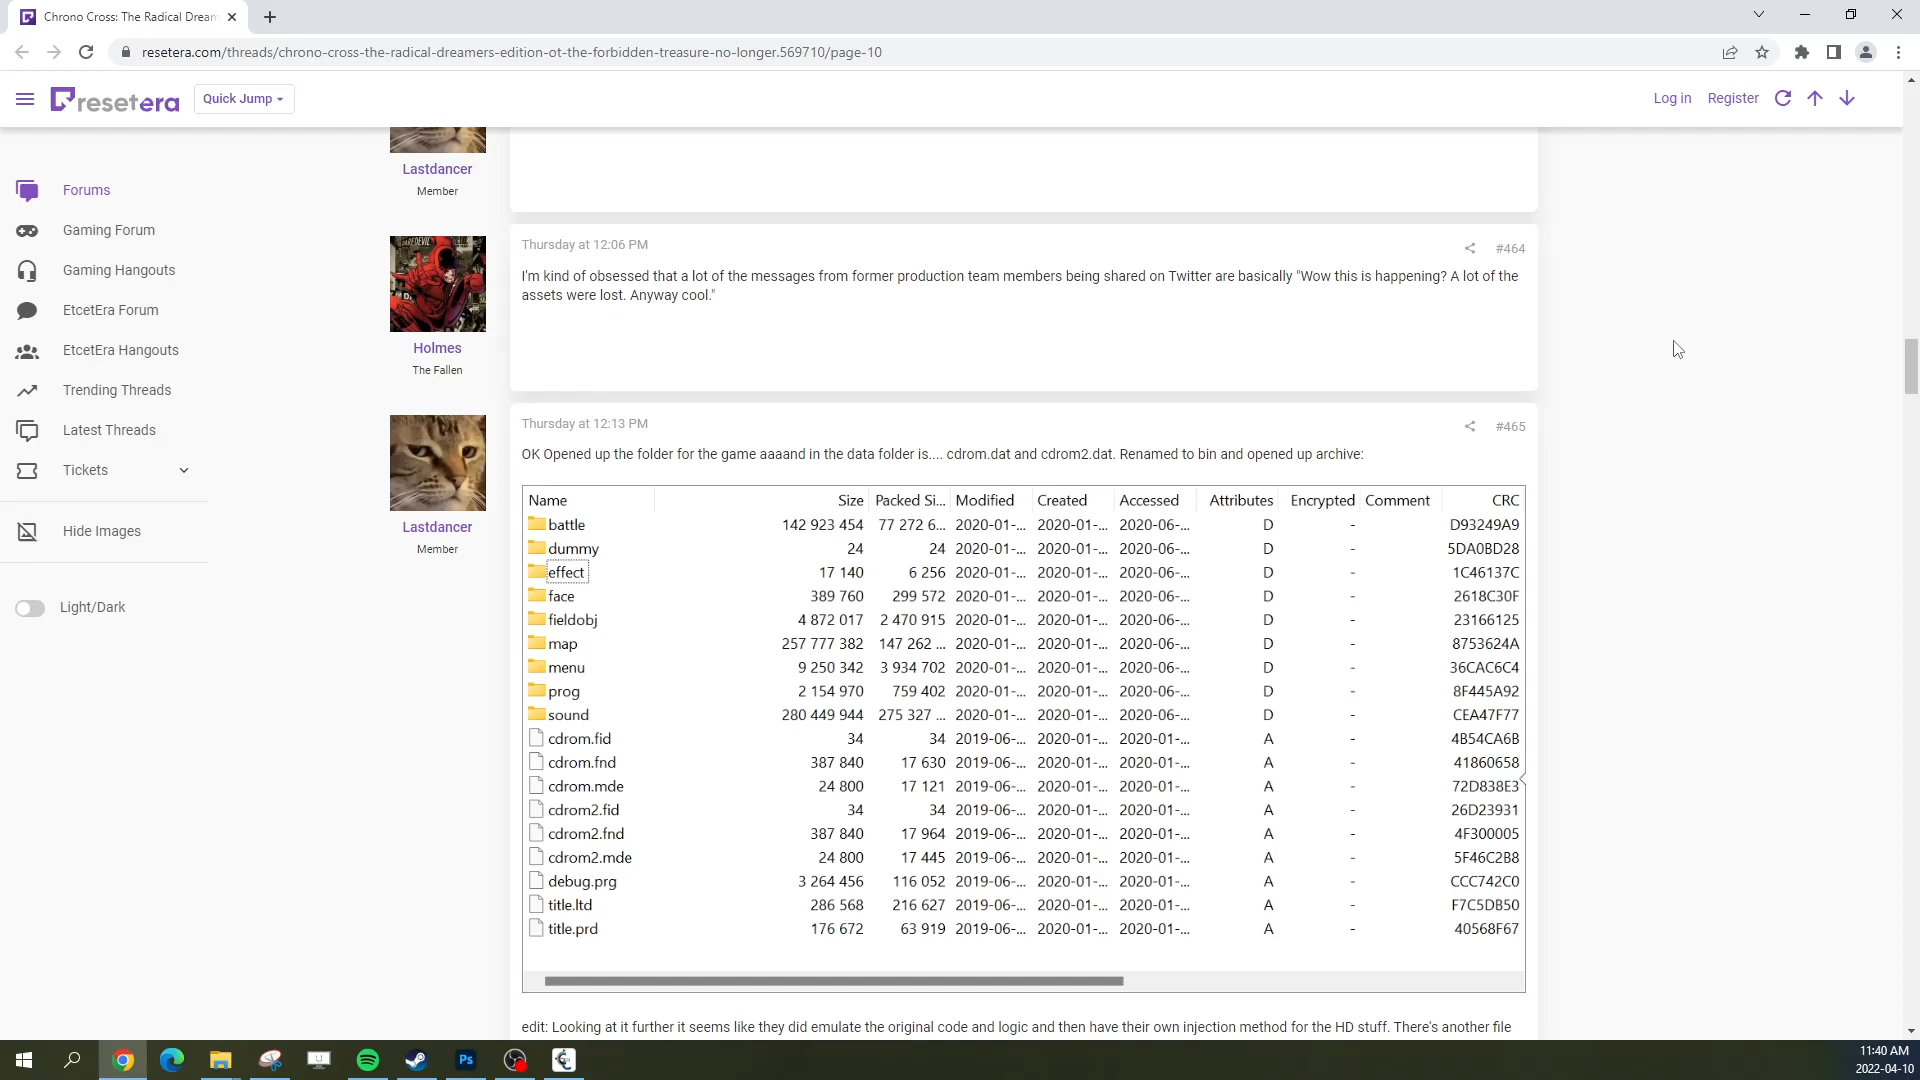 Chrono Cross: The Radical Dream
resetera.com/threads/chrono-cross-the-radical-dreamers-edition-ot-the-forbidden-treasure-no-longer.569710/page-10
resetera
Quick Jump
Log in
Register
Forums
Gaming Forum
Gaming Hangouts
EtcetEra Forum
EtcetEra Hangouts
Trending Threads
Latest Threads
Tickets
Hide Images
Light/Dark
Lastdancer
Member
DAREDEVIL
Holmes
The Fallen
Thursday at 12:06 PM
#464
I'm kind of obsessed that a lot of the messages from former production team members being shared on Twitter are basically "Wow this is happening? A lot of the
assets were lost. Anyway cool."
Lastdancer
Member
Thursday at 12:13 PM
#465
OK Opened up the folder for the game aaaand in the data folder is.... cdrom.dat and cdrom2.dat. Renamed to bin and opened up archive:
Name Size Packed Si... Modified Created Accessed Attributes Encrypted Comment CRC
battle 142 923 454 77 272 6... 2020-01-... 2020-01-... 2020-06-... D - D93249A9
dummy 24 24 2020-01-... 2020-01-... 2020-06-... D - 5DA0BD28
effect 17 140 6 256 2020-01-... 2020-01-... 2020-06-... D - 1C46137C
face 389 760 299 572 2020-01-... 2020-01-... 2020-06-... D - 2618C30F
fieldobj 4 872 017 2 470 915 2020-01-... 2020-01-... 2020-06-... D - 23166125
map 257 777 382 147 262 ... 2020-01-... 2020-01-... 2020-06-... D - 8753624A
menu 9 250 342 3 934 702 2020-01-... 2020-01-... 2020-06-... D - 36CAC6C4
prog 2 154 970 759 402 2020-01-... 2020-01-... 2020-06-... D - 8F445A92
sound 280 449 944 275 327 ... 2020-01-... 2020-01-... 2020-06-... D - CEA47F77
cdrom.fid 34 34 2019-06-... 2020-01-... 2020-01-... A - 4B54CA6B
cdrom.fnd 387 840 17 630 2019-06-... 2020-01-... 2020-01-... A - 41860658
cdrom.mde 24 800 17 121 2019-06-... 2020-01-... 2020-01-... A - 72D838E3
cdrom2.fid 34 34 2019-06-... 2020-01-... 2020-01-... A - 26D23931
cdrom2.fnd 387 840 17 964 2019-06-... 2020-01-... 2020-01-... A - 4F300005
cdrom2.mde 24 800 17 445 2019-06-... 2020-01-... 2020-01-... A - 5F46C2B8
debug.prg 3 264 456 116 052 2019-06-... 2020-01-... 2020-01-... A - CCC742C0
title.ltd 286 568 216 627 2019-06-... 2020-01-... 2020-01-... A - F7C5DB50
title.prd 176 672 63 919 2019-06-... 2020-01-... 2020-01-... A - 40568F67
edit: Looking at it further it seems like they did emulate the original code and logic and then have their own injection method for the HD stuff. There's another file
Ps
11:40 AM
2022-04-10